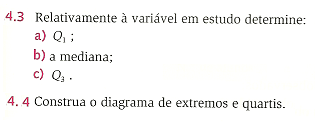 4.3 Relativamente à variável em estudo determine:
a) Q₁ ;
b) a mediana;
c) Q₃ .
4.4 Construa o diagrama de extremos e quartis.